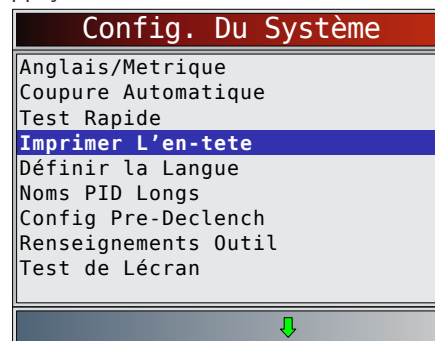 Config. Du Système
Anglais/Metrique
Coupure Automatique
Test Rapide
Imprimer L'en-tete
Définir la Langue
Noms PID Longs
Config Pre-Declench
Renseignements Outil
Test de Lécran